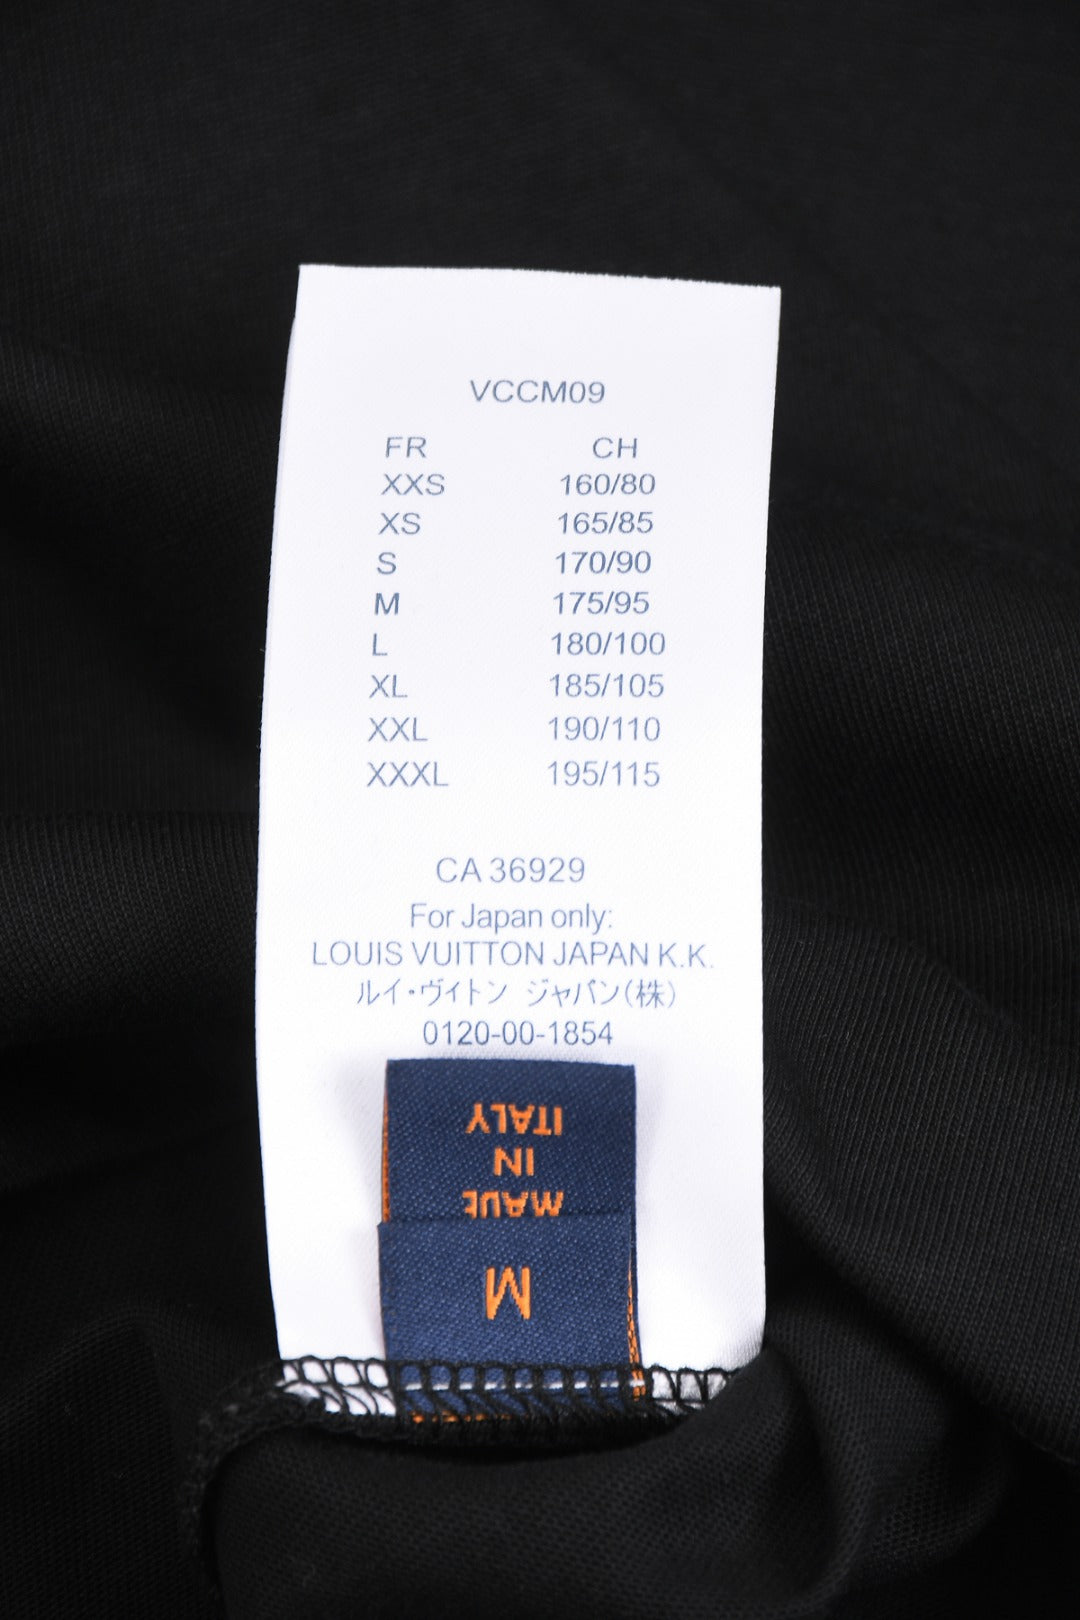 VCCM09
FR CH
XXS 160/80
XS 165/85
S 170/90
M 175/95
L 180/100
XL 185/105
XXL 190/110
XXXL 195/115
CA 36929
For Japan only:
LOUIS VUITTON JAPAN K.K.
ルイ・ヴィトン ジャパン(株)
0120-00-1854
M
MADE
IN
ITALY